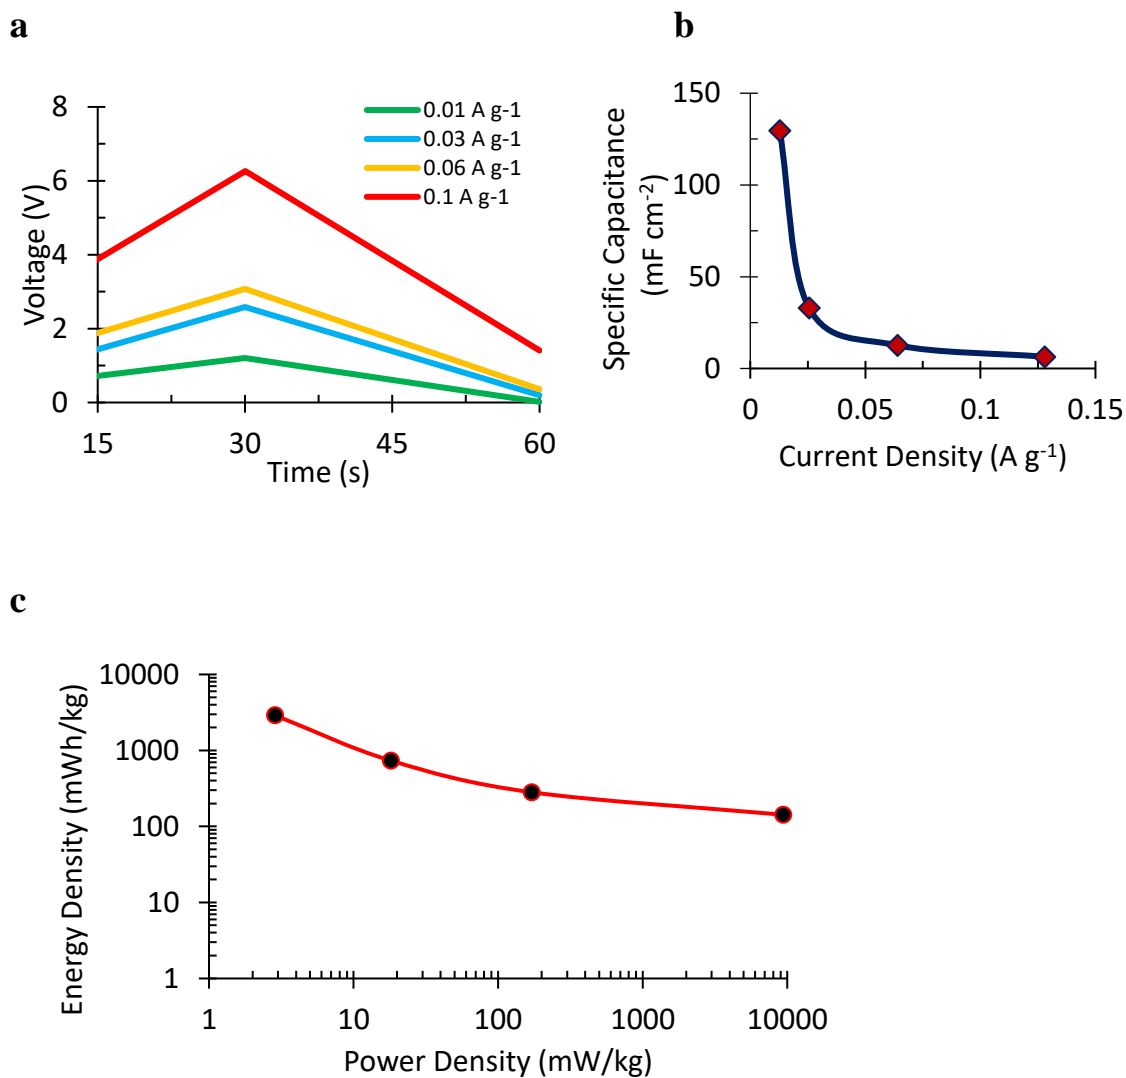 a
8
6
4
2
0
15
30
45
60
Voltage (V)
Time (s)
0.01 A g-1
0.03 A g-1
0.06 A g-1
0.1 A g-1
b
150
100
50
0
0
0.05
0.1
0.15
Specific Capacitance
(mF cm⁻²)
Current Density (A g⁻¹)
c
10000
1000
100
10
1
1
10
100
1000
10000
Energy Density (mWh/kg)
Power Density (mW/kg)